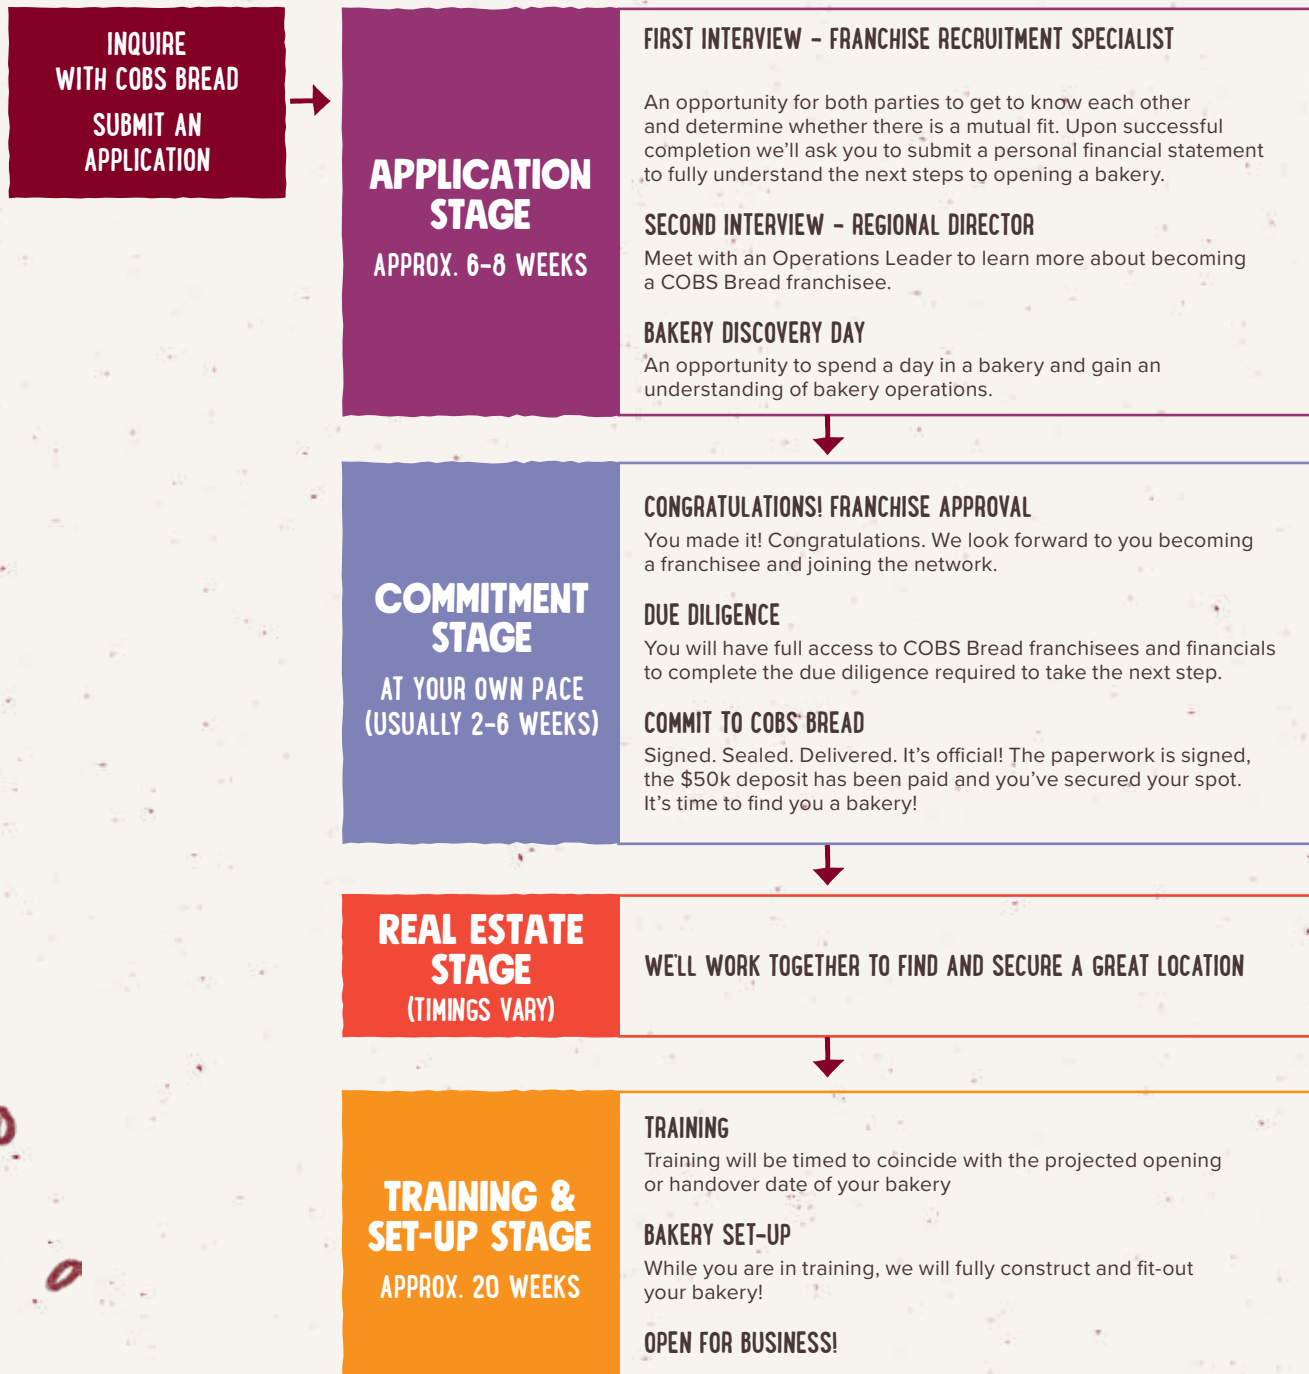 INQUIRE
WITH COBS BREAD
SUBMIT AN
APPLICATION
APPLICATION
STAGE
APPROX. 6-8 WEEKS
FIRST INTERVIEW - FRANCHISE RECRUITMENT SPECIALIST
An opportunity for both parties to get to know each other
and determine whether there is a mutual fit. Upon successful
completion we'll ask you to submit a personal financial statement
to fully understand the next steps to opening a bakery.
SECOND INTERVIEW - REGIONAL DIRECTOR
Meet with an Operations Leader to learn more about becoming
a COBS Bread franchisee.
BAKERY DISCOVERY DAY
An opportunity to spend a day in a bakery and gain an
understanding of bakery operations.
COMMITMENT
STAGE
AT YOUR OWN PACE
(USUALLY 2-6 WEEKS)
CONGRATULATIONS! FRANCHISE APPROVAL
You made it! Congratulations. We look forward to you becoming
a franchisee and joining the network.
DUE DILIGENCE
You will have full access to COBS Bread franchisees and financials
to complete the due diligence required to take the next step.
COMMIT TO COBS BREAD
Signed. Sealed. Delivered. It's official! The paperwork is signed,
the $50k deposit has been paid and you've secured your spot.
It's time to find you a bakery!
REAL ESTATE
STAGE
(TIMINGS VARY)
WE'LL WORK TOGETHER TO FIND AND SECURE A GREAT LOCATION
TRAINING &
SET-UP STAGE
APPROX. 20 WEEKS
TRAINING
Training will be timed to coincide with the projected opening
or handover date of your bakery
BAKERY SET-UP
While you are in training, we will fully construct and fit-out
your bakery!
OPEN FOR BUSINESS!